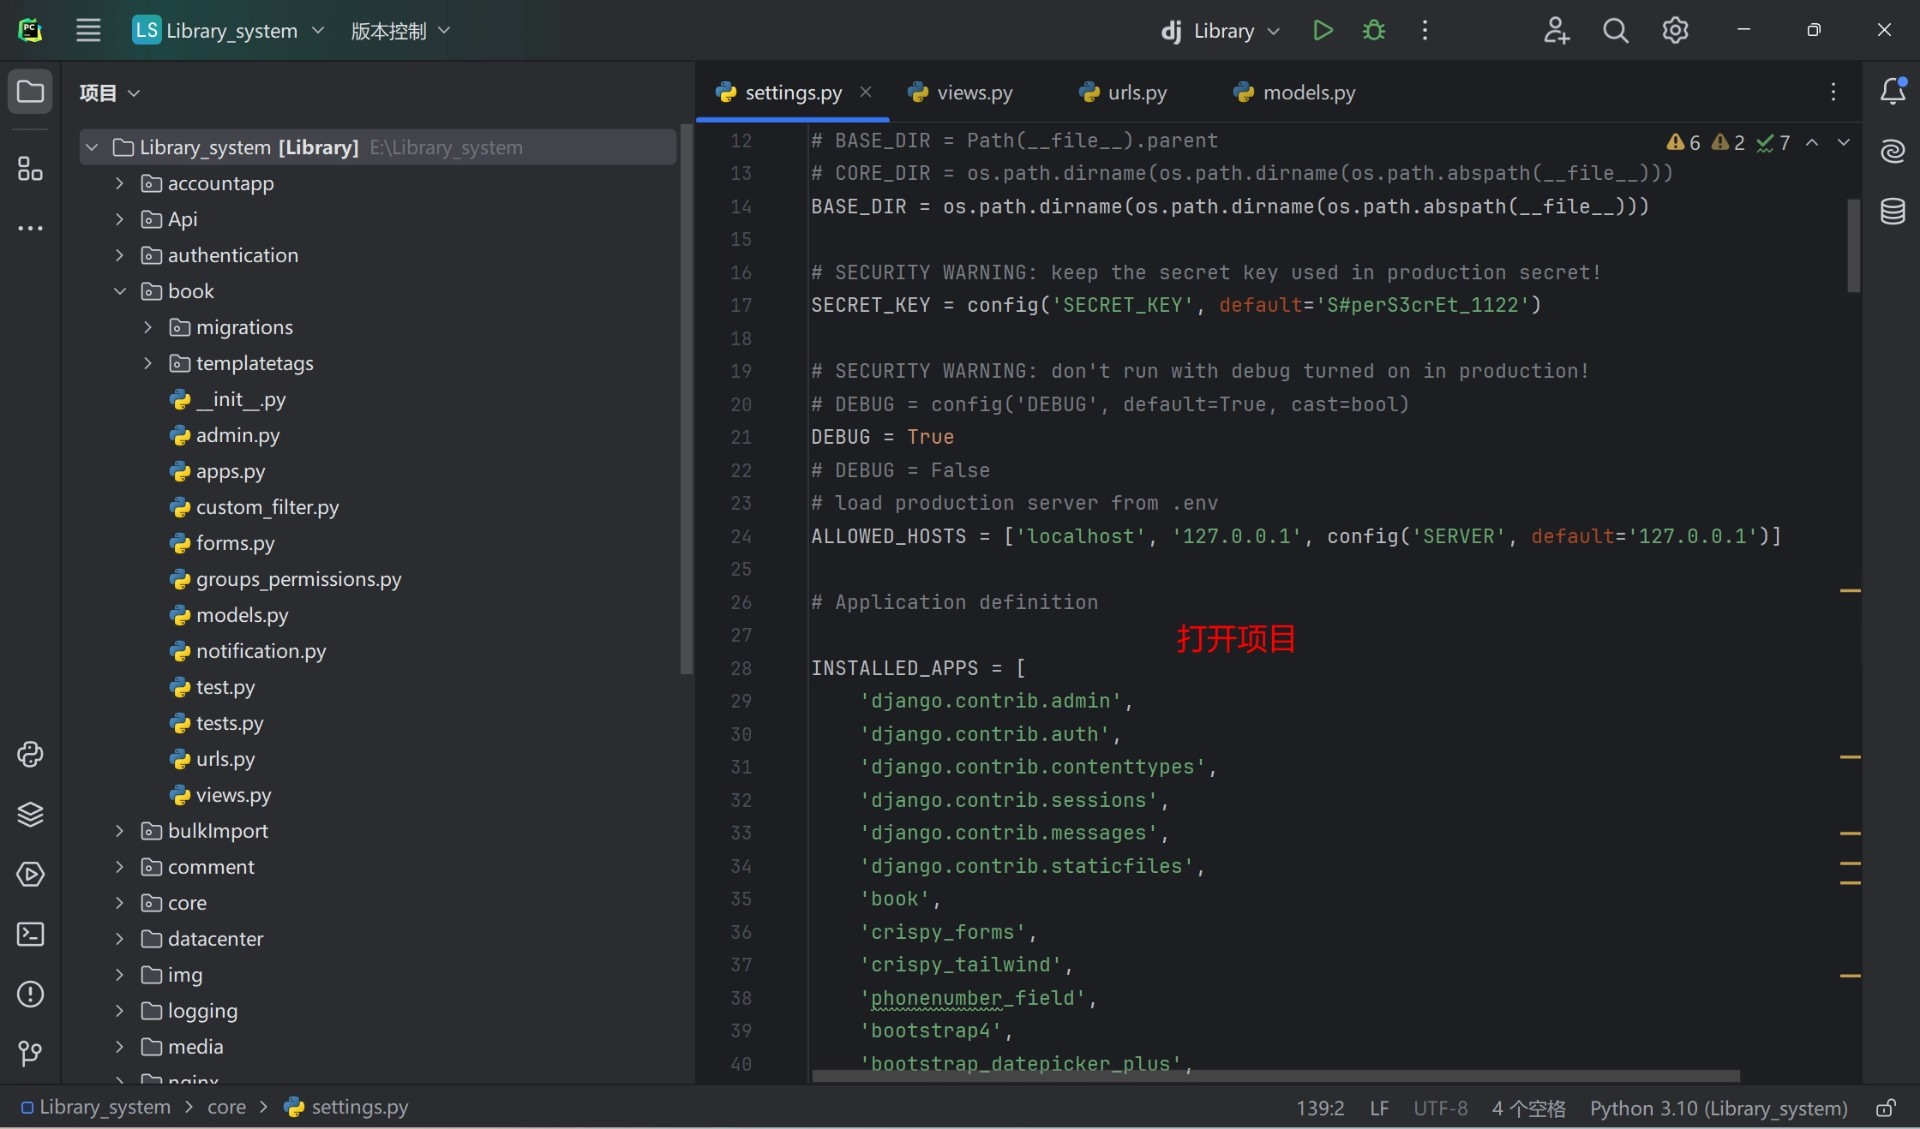 LS Library_system 版本控制 dj Library
项目
Library_system [Library] E:\Library_system
accountapp
Api
authentication
book
migrations
templatetags
__init__.py
admin.py
apps.py
custom_filter.py
forms.py
groups_permissions.py
models.py
notification.py
test.py
tests.py
urls.py
views.py
bulkImport
comment
core
datacenter
img
logging
media
nginx
settings.py views.py urls.py models.py
6 2 7
12 # BASE_DIR = Path(__file__).parent
13 # CORE_DIR = os.path.dirname(os.path.dirname(os.path.abspath(__file__)))
14 BASE_DIR = os.path.dirname(os.path.dirname(os.path.abspath(__file__)))
15
16 # SECURITY WARNING: keep the secret key used in production secret!
17 SECRET_KEY = config('SECRET_KEY', default='S#perS3crEt_1122')
18
19 # SECURITY WARNING: don't run with debug turned on in production!
20 # DEBUG = config('DEBUG', default=True, cast=bool)
21 DEBUG = True
22 # DEBUG = False
23 # load production server from .env
24 ALLOWED_HOSTS = ['localhost', '127.0.0.1', config('SERVER', default='127.0.0.1')]
25
26 # Application definition
27
打开项目
28 INSTALLED_APPS = [
29 'django.contrib.admin',
30 'django.contrib.auth',
31 'django.contrib.contenttypes',
32 'django.contrib.sessions',
33 'django.contrib.messages',
34 'django.contrib.staticfiles',
35 'book',
36 'crispy_forms',
37 'crispy_tailwind',
38 'phonenumber_field',
39 'bootstrap4',
40 'bootstrap_datepicker_plus',
Library_system > core > settings.py 139:2 LF UTF-8 4 个空格 Python 3.10 (Library_system)